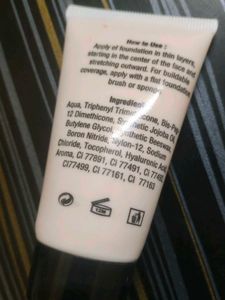 How to Use :
Apply of foundation in thin layers,
starting in the center of the face and
stretching outward. For buildable
coverage, apply with a flat foundation
brush or sponge
Ingredients
Aqua, Triphenyl Trimethicone, Bis-Peg-
12 Dimethicone, Synthetic Jojoba Oil,
Butylene Glycol, Synthetic Beeswax,
Boron Nitride, Nylon-12, Sodium
Chloride, Tocopherol, Hyaluronic Acid,
Aroma, CI 77891, CI 77491, CI 77492,
CI77499, CI 77161, CI 77163
12M